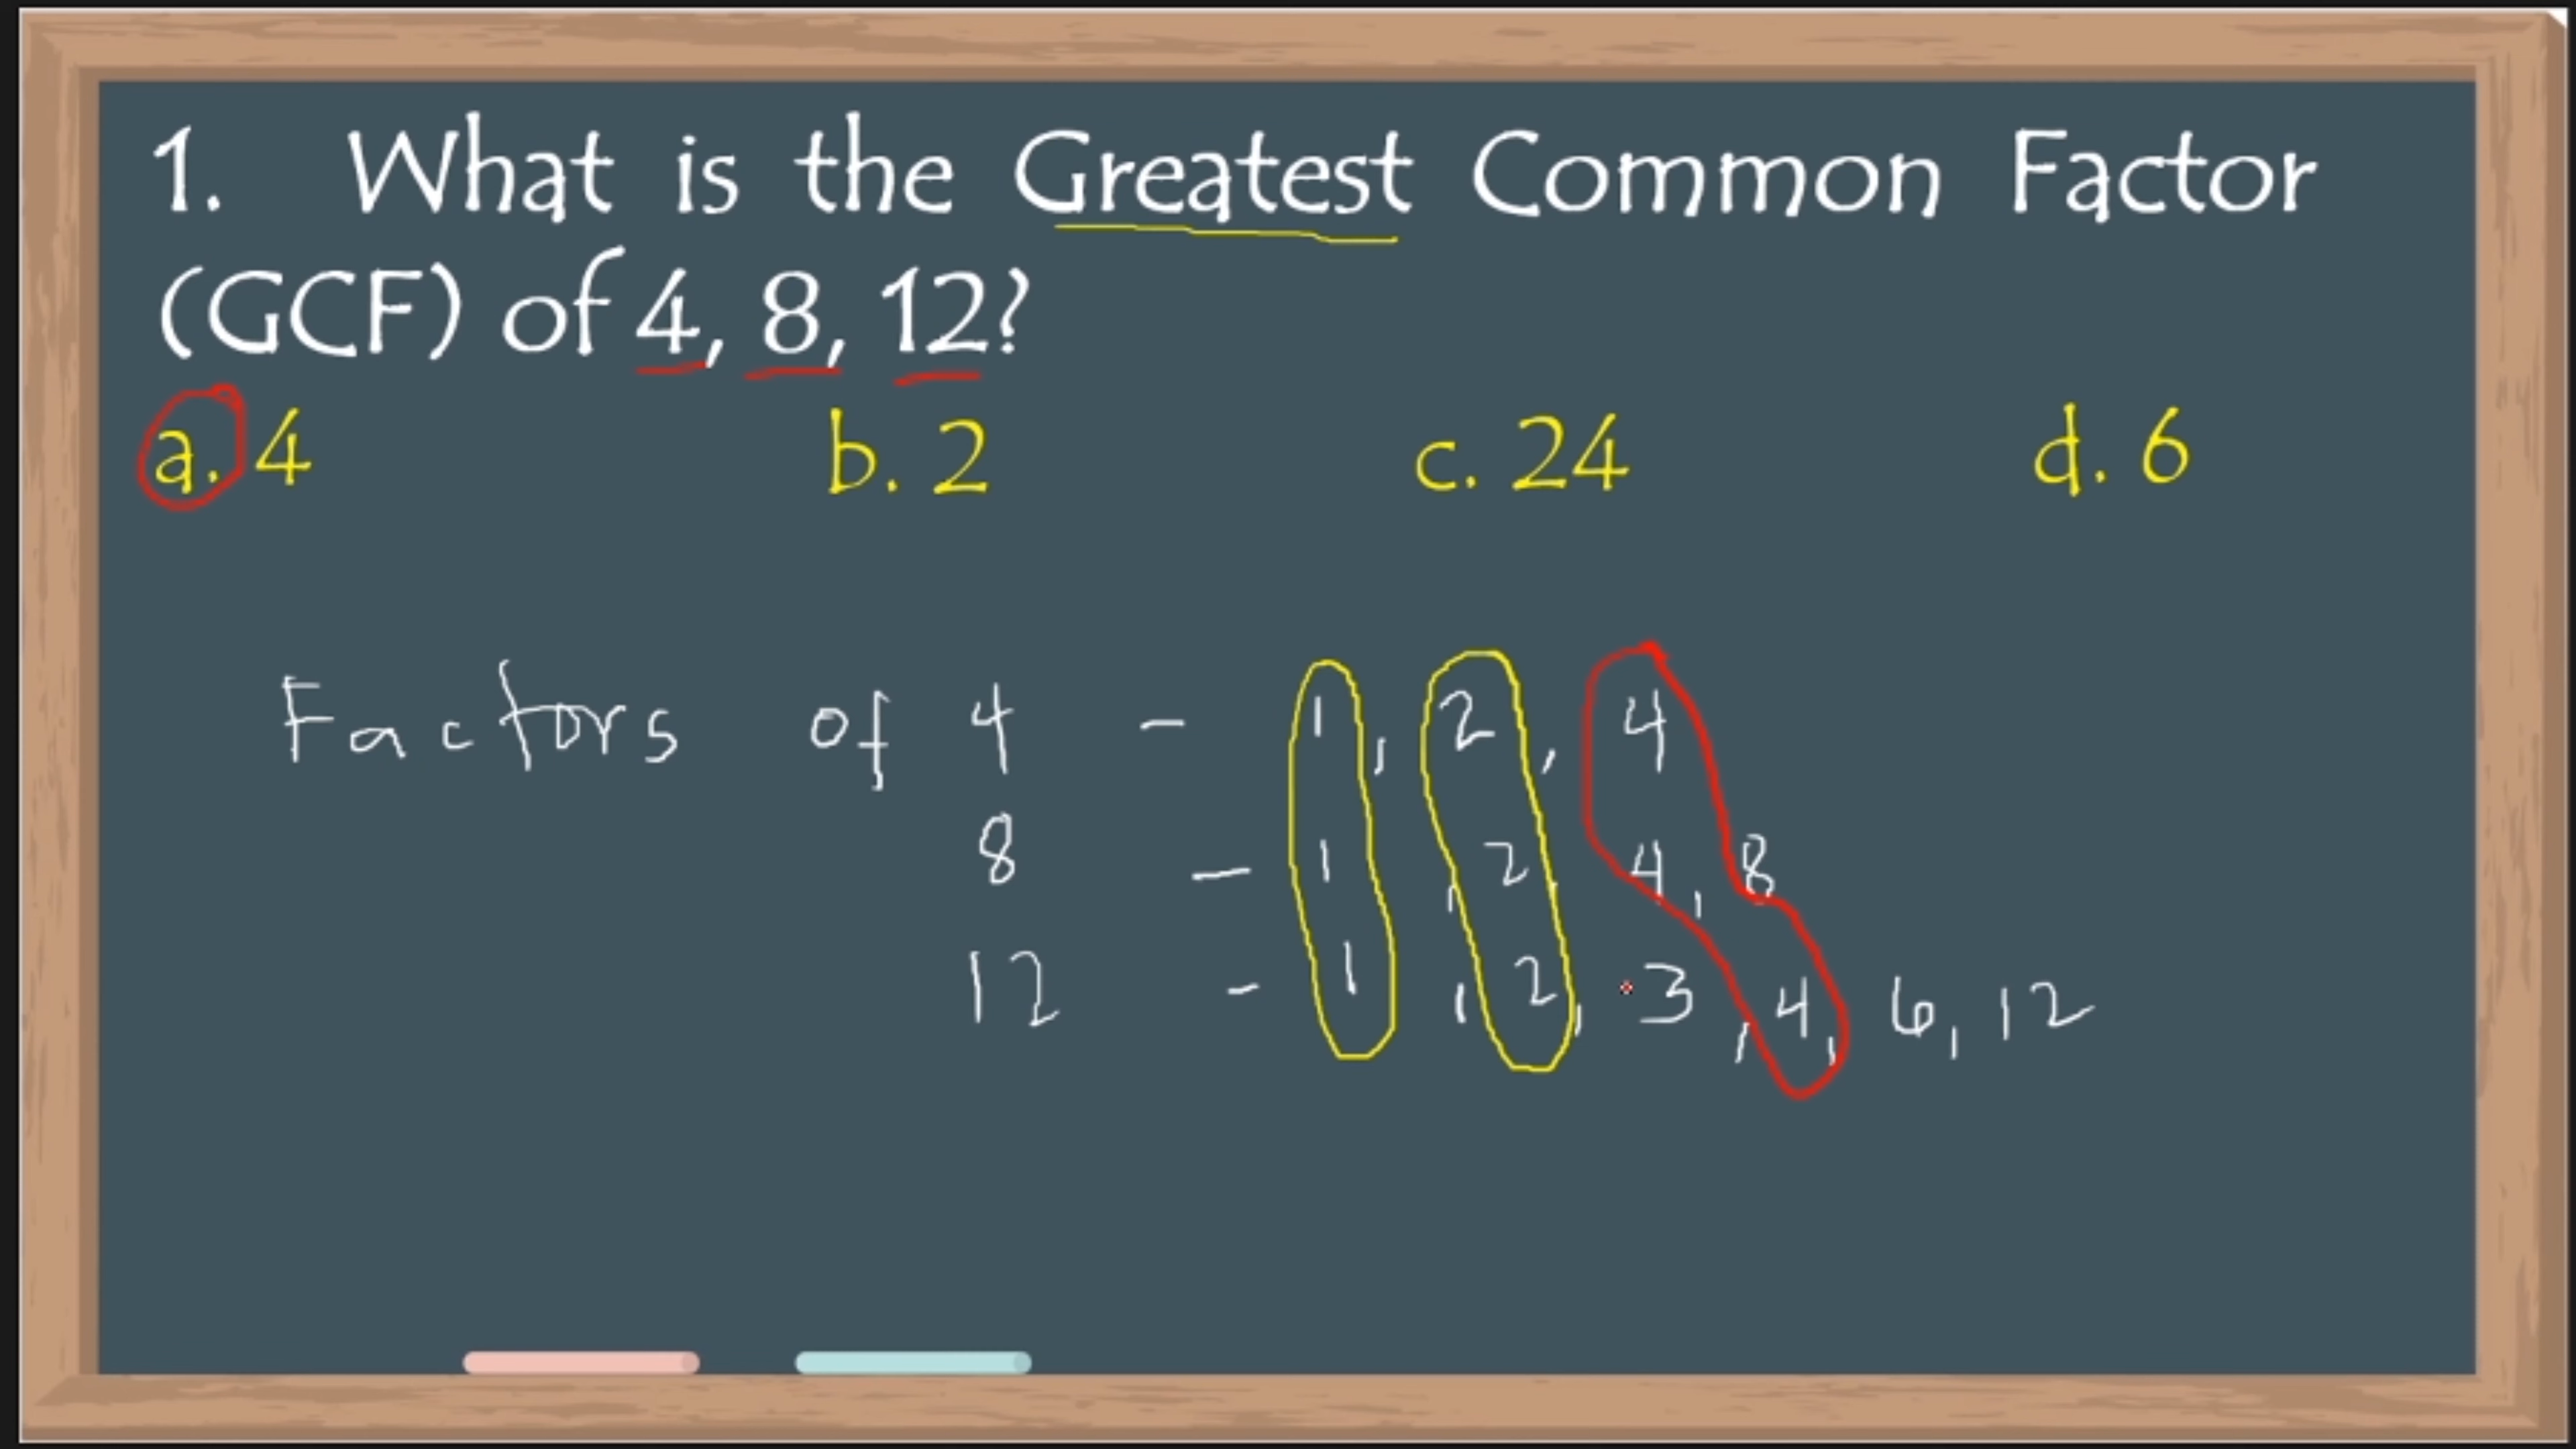 1. What is the Greatest Common Factor
(GCF) of 4, 8, 12?
a. 4 b. 2 c. 24 d. 6
Factors of 4 - 1, 2, 4
8 - 1, 2, 4, 8
12 - 1, 2, 3, 4, 6, 12